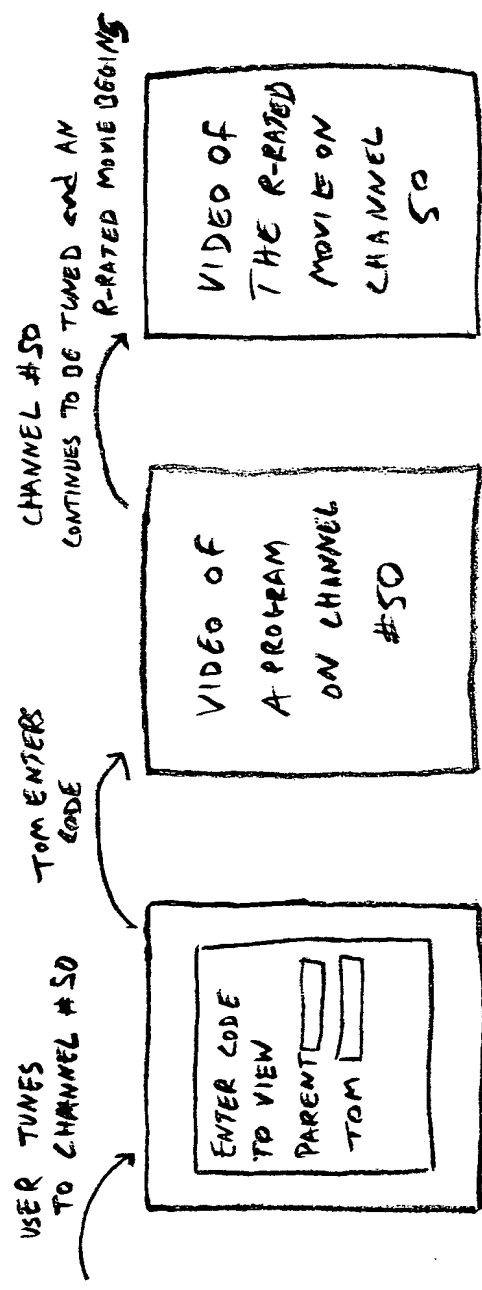 USER TUNES
TO CHANNEL #50
ENTER CODE
TO VIEW
PARENT
TOM
TOM ENTERS
CODE
VIDEO OF
A PROGRAM
ON CHANNEL
#50
CHANNEL #50
CONTINUES TO BE TUNED and AN
R-RATED MOVIE BEGINS
VIDEO OF
THE R-RATED
MOVIE ON
CHANNEL
50